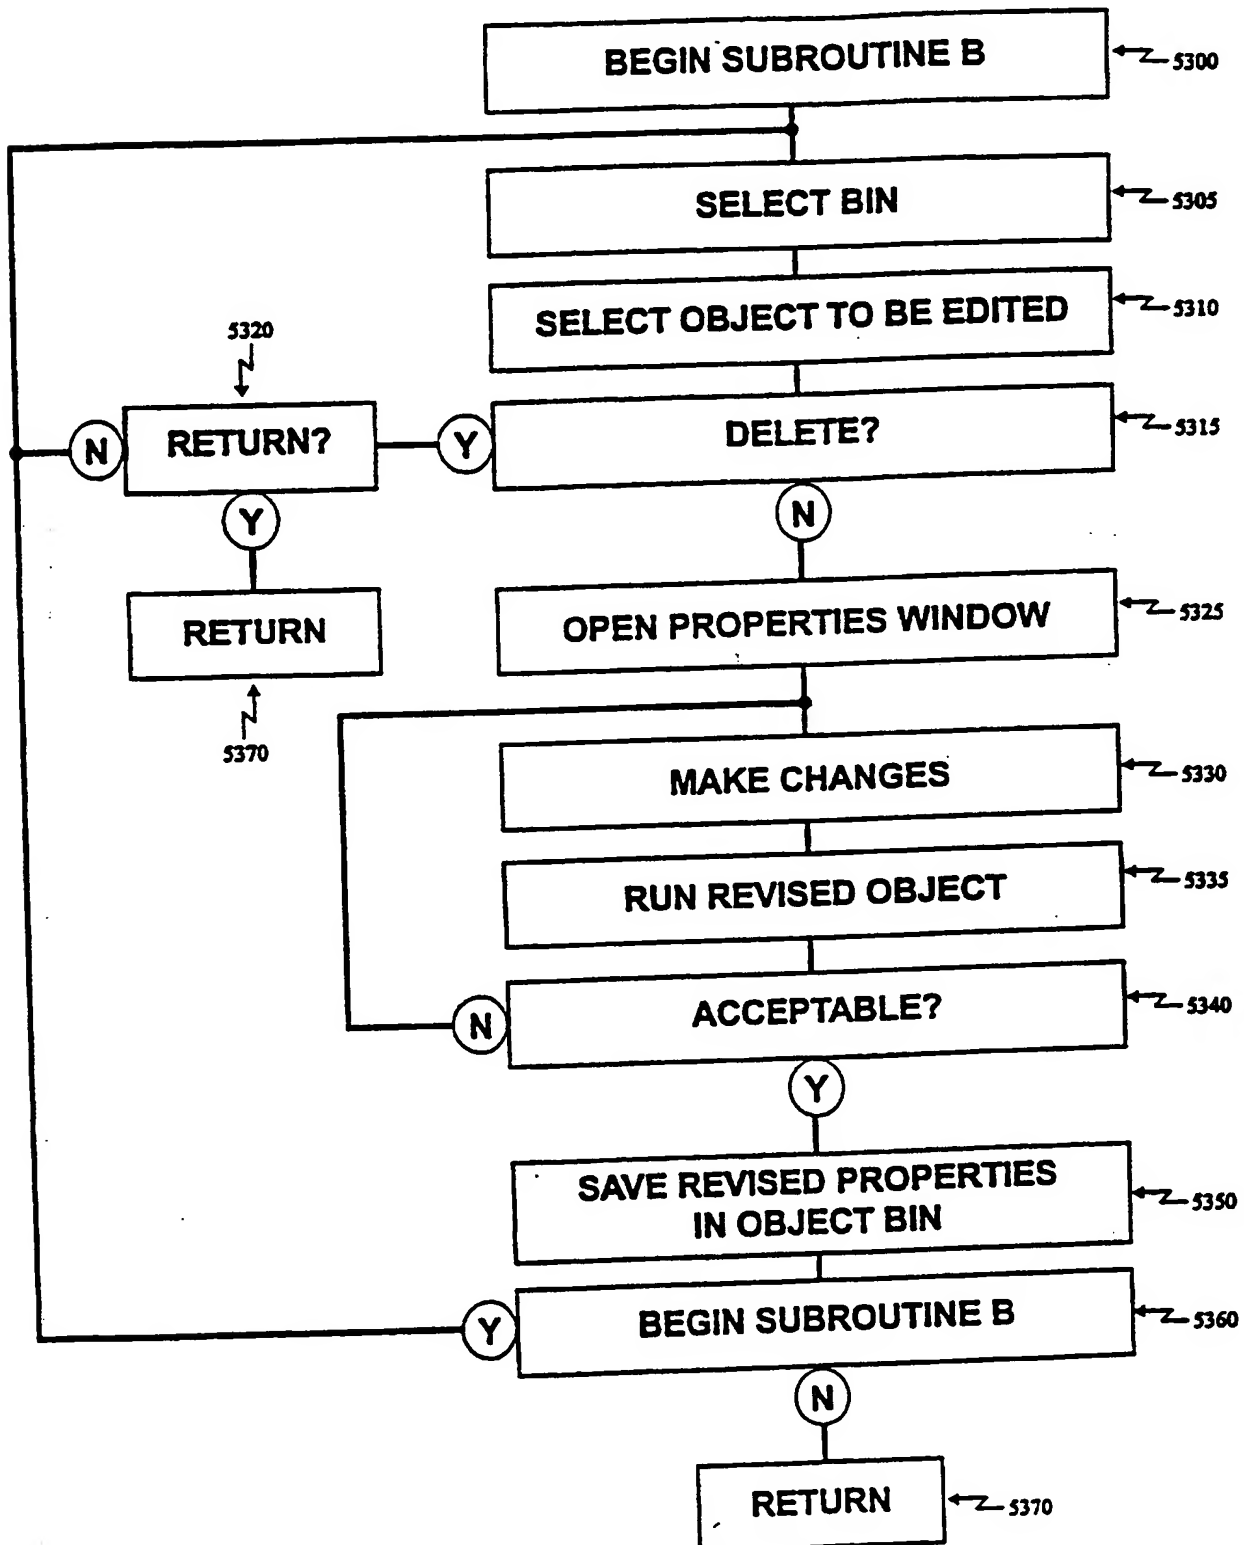 BEGIN SUBROUTINE B
5300
SELECT BIN
5305
SELECT OBJECT TO BE EDITED
5310
5320
N
RETURN?
Y
DELETE?
5315
Y
N
RETURN
OPEN PROPERTIES WINDOW
5325
5370
MAKE CHANGES
5330
RUN REVISED OBJECT
5335
N
ACCEPTABLE?
5340
Y
SAVE REVISED PROPERTIES
IN OBJECT BIN
5350
Y
BEGIN SUBROUTINE B
5360
N
RETURN
5370